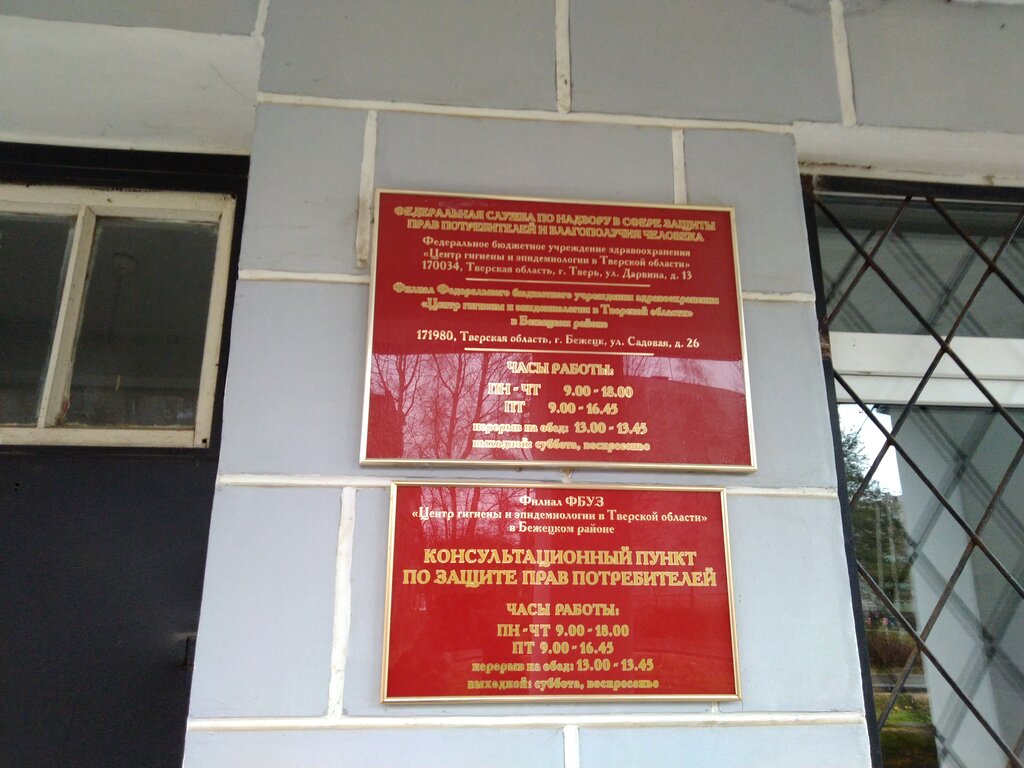 ФЕДЕРАЛЬНАЯ СЛУЖБА ПО НАДЗОРУ В СФЕРЕ ЗАЩИТЫ
ПРАВ ПОТРЕБИТЕЛЕЙ И БЛАГОПОЛУЧИЯ ЧЕЛОВЕКА
Федеральное бюджетное учреждение здравоохранения
«Центр гигиены и эпидемиологии в Тверской области»
170034, Тверская область, г. Тверь, ул. Дарвина, д. 13
Филиал Федерального бюджетного учреждения здравоохранения
«Центр гигиены и эпидемиологии в Тверской области»
в Бежецком районе
171980, Тверская область, г. Бежецк, ул. Садовая, д. 26
ЧАСЫ РАБОТЫ:
ПН - ЧТ 9.00 - 18.00
ПТ 9.00 - 16.45
перерыв на обед: 13.00 - 13.45
выходной: суббота, воскресенье
Филиал ФБУЗ
«Центр гигиены и эпидемиологии в Тверской области»
в Бежецком районе
КОНСУЛЬТАЦИОННЫЙ ПУНКТ
ПО ЗАЩИТЕ ПРАВ ПОТРЕБИТЕЛЕЙ
ЧАСЫ РАБОТЫ:
ПН - ЧТ 9.00 - 18.00
ПТ 9.00 - 16.45
перерыв на обед: 13.00 - 13.45
выходной: суббота, воскресенье